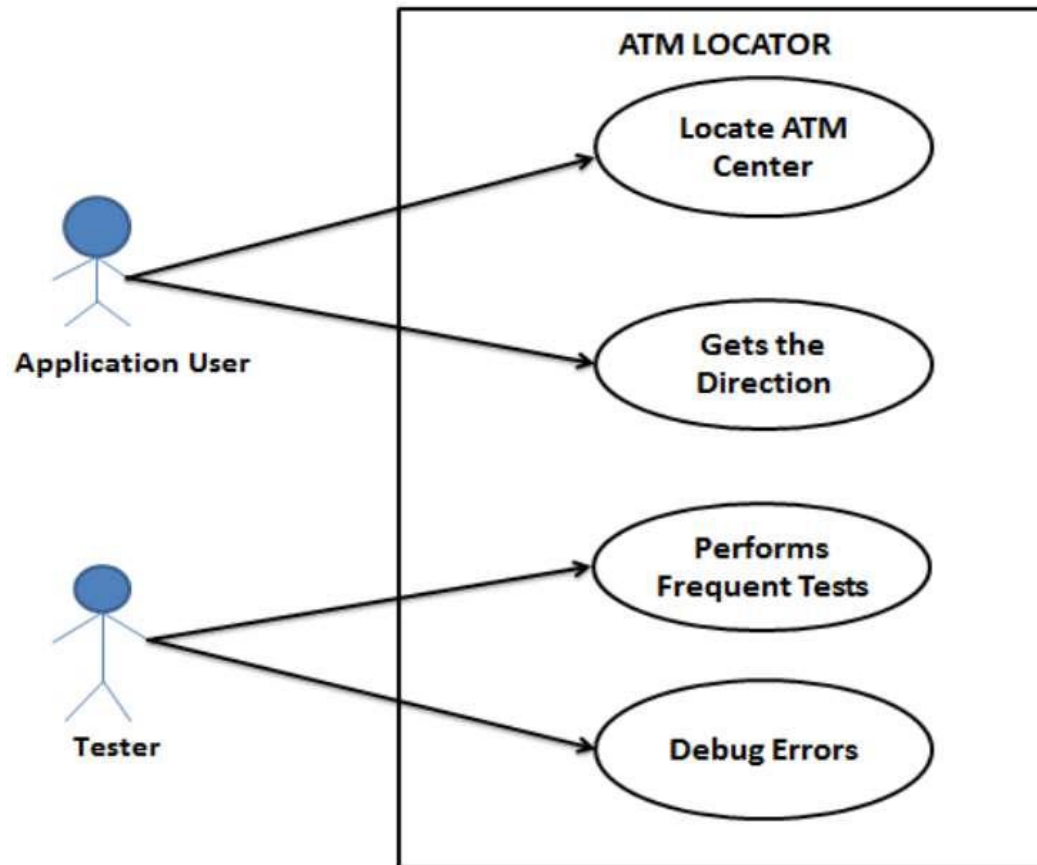 ATM LOCATOR
Locate ATM
Center
Application User
Gets the
Direction
Performs
Frequent Tests
Tester
Debug Errors